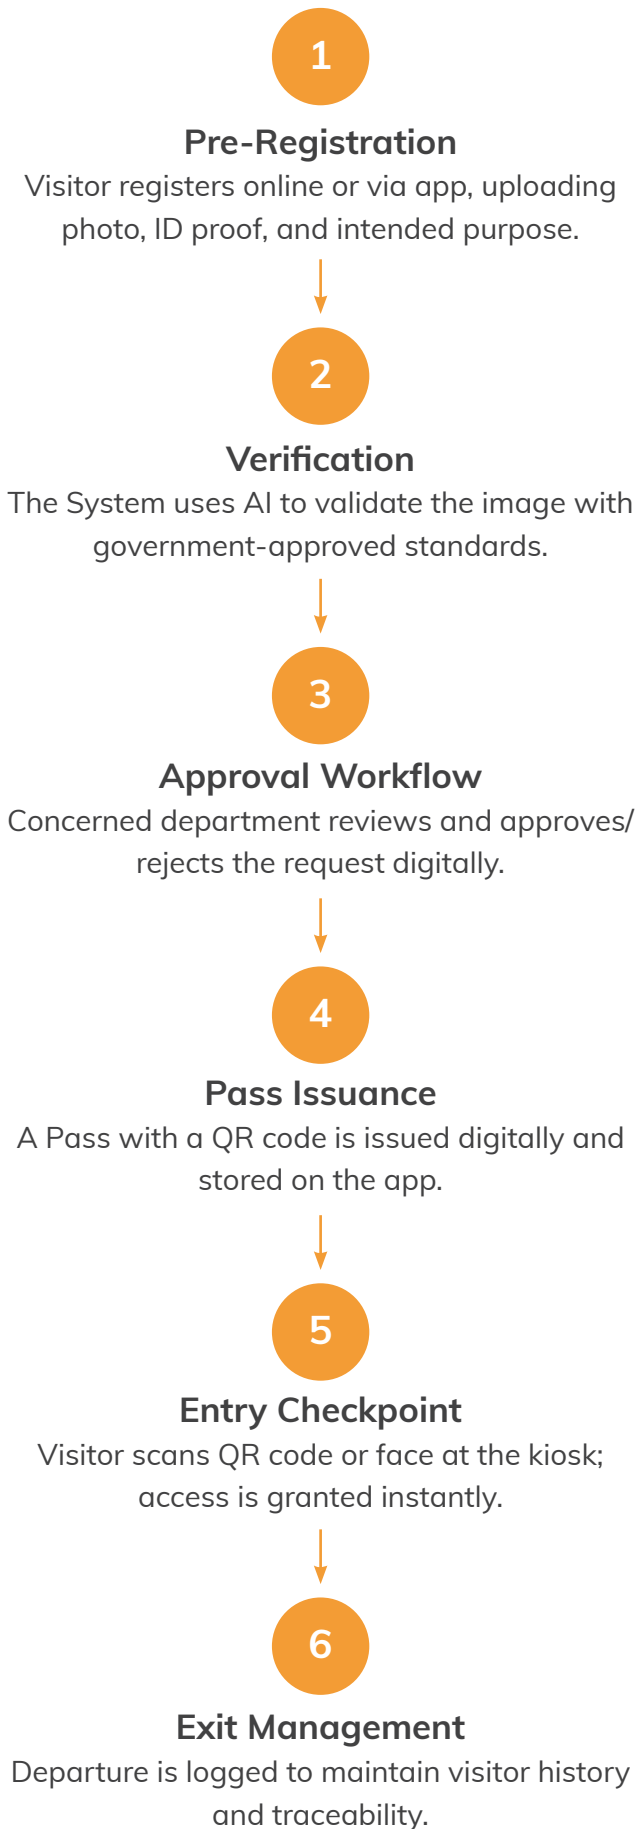 1
Pre-Registration
Visitor registers online or via app, uploading
photo, ID proof, and intended purpose.
2
Verification
The System uses AI to validate the image with
government-approved standards.
3
Approval Workflow
Concerned department reviews and approves/
rejects the request digitally.
4
Pass Issuance
A Pass with a QR code is issued digitally and
stored on the app.
5
Entry Checkpoint
Visitor scans QR code or face at the kiosk;
access is granted instantly.
6
Exit Management
Departure is logged to maintain visitor history
and traceability.